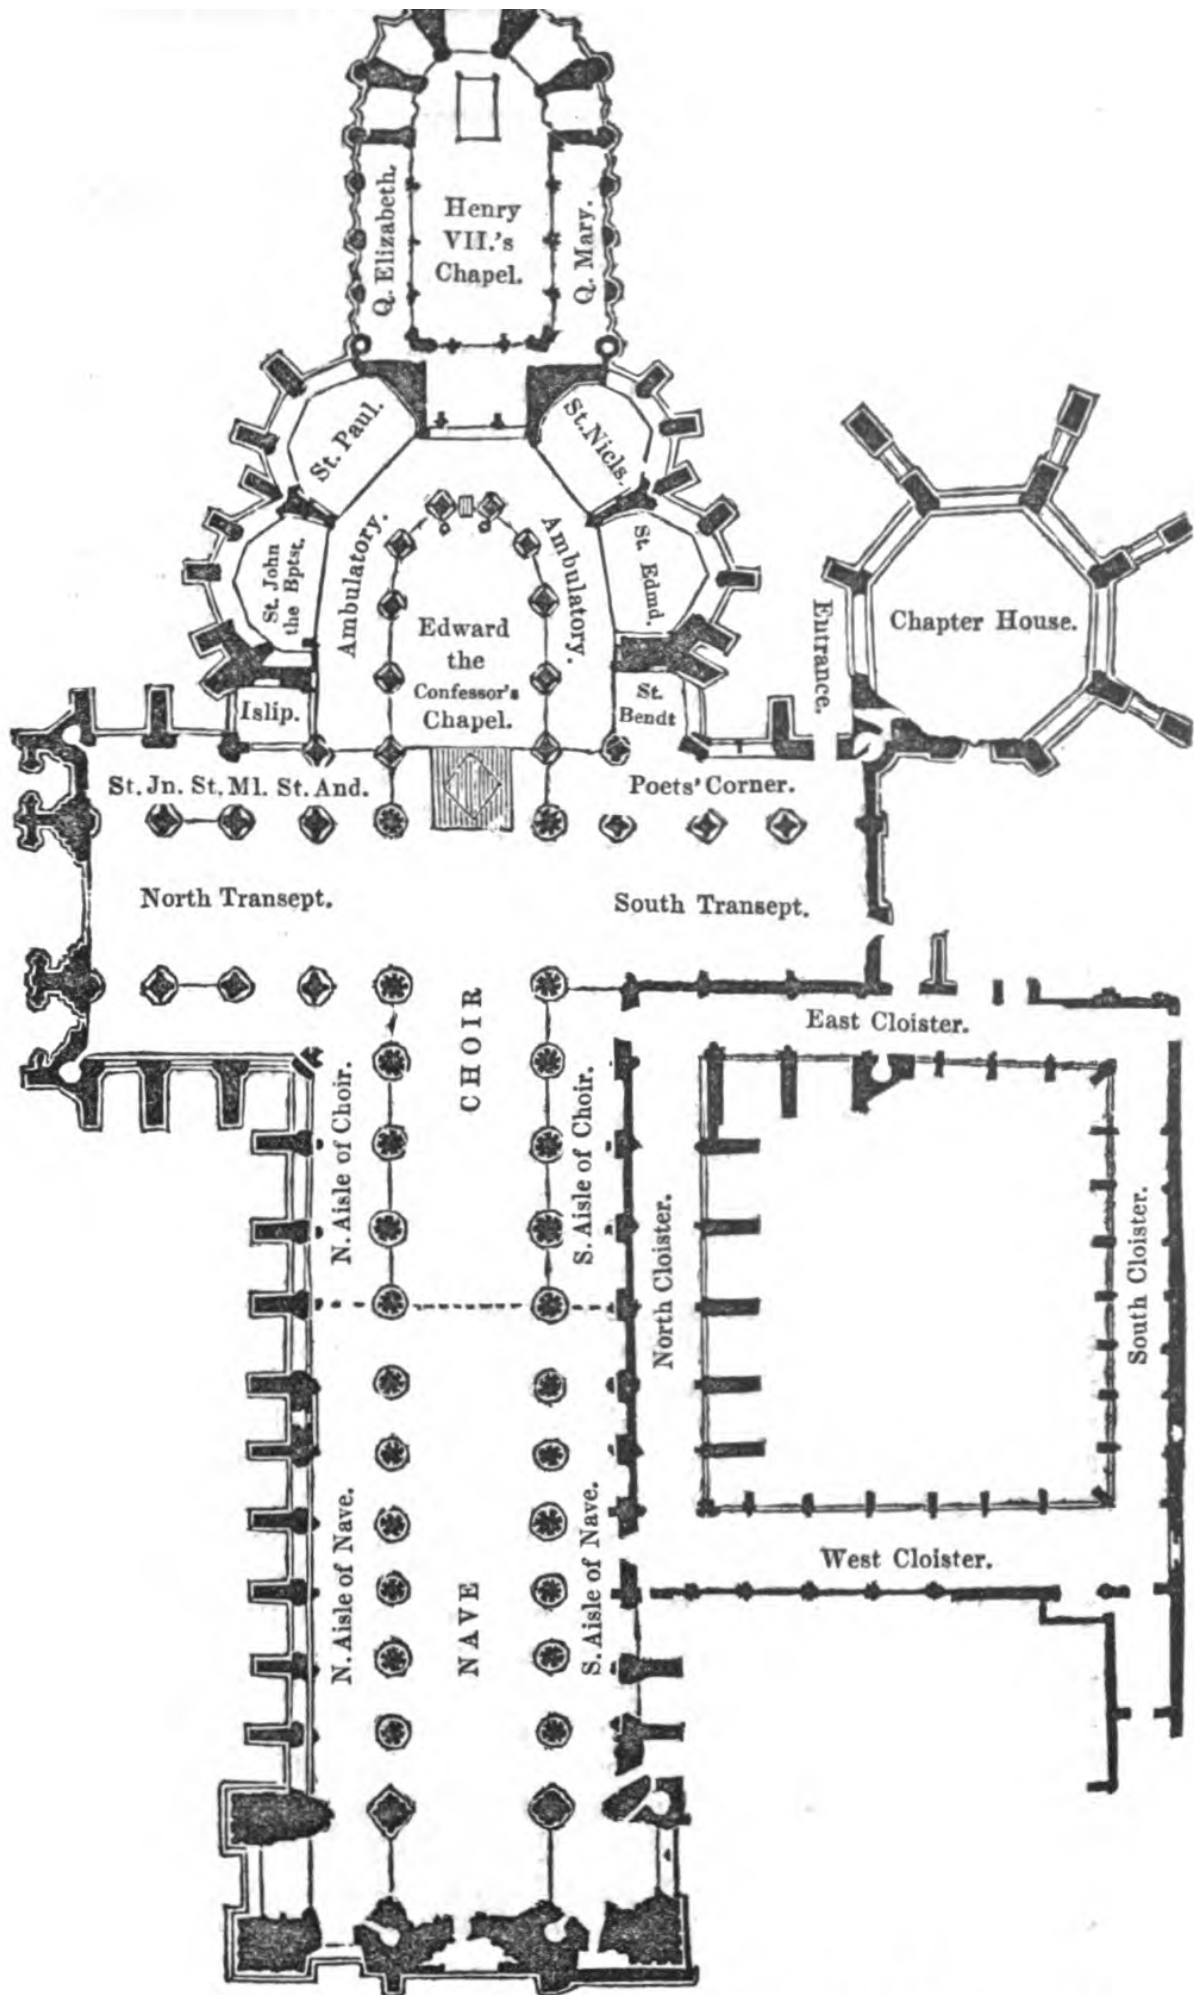 Q. Elizabeth.
Henry
VII.'s
Chapel.
Q. Mary.
St. Paul.
St. Nicls.
St. John
the Bptst.
Ambulatory.
Ambulatory.
St. Edmd.
Edward
the
Confessor's
Chapel.
Entrance.
Chapter House.
Islip.
St.
Bendt
St. Jn. St. Ml. St. And.
Poets' Corner.
North Transept.
South Transept.
CHOIR
East Cloister.
N. Aisle of Choir.
S. Aisle of Choir.
North Cloister.
South Cloister.
N. Aisle of Nave.
NAVE
S. Aisle of Nave.
West Cloister.